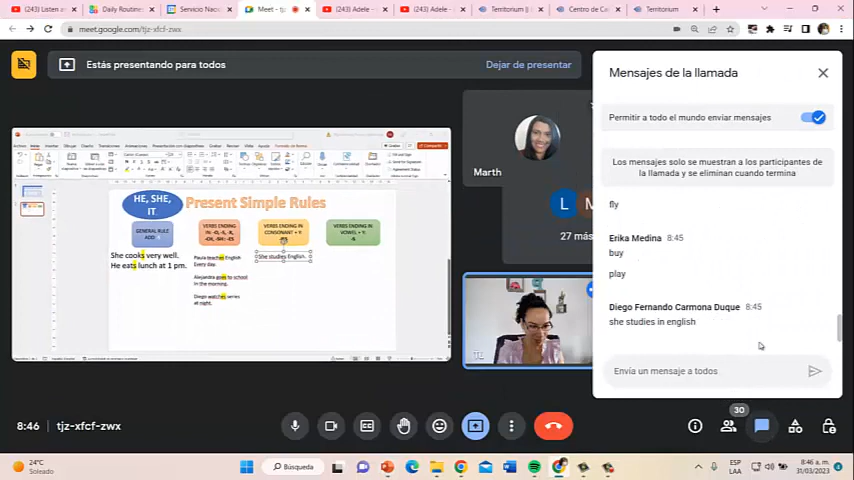 (243) Listen an
Daily Routines
Servicio Nac
Meet - tj
(243) Adele -
(243) Adele -
Territorium ||
Centro de Ca
Territorium
meet.google.com/tjz-xfcf-zwx
Estás presentando para todos
Dejar de presentar
HE, SHE,
IT
Present Simple Rules
GENERAL RULE
ADD
VERBS ENDING
IN: -O, -S, -X,
-CH, -SH: -ES
VERBS ENDING IN
CONSONANT + Y:
VERBS ENDING IN
VOWEL + Y:
-S
She cooks very well.
He eats lunch at 1 pm.
Paula teaches English
Every day.
Alejandra goes to school
In the morning.
Diego watches series
at night.
She studies English.
Marth
L
M
27 más
Mensajes de la llamada
Permitir a todo el mundo enviar mensajes
Los mensajes solo se muestran a los participantes de
la llamada y se eliminan cuando termina
fly
Erika Medina 8:45
buy
play
Diego Fernando Carmona Duque 8:45
she studies in english
Envía un mensaje a todos
8:46 tjz-xfcf-zwx
30
24°C
Soleado
Búsqueda
ESP
LAA
8:46 a. m.
31/03/2023